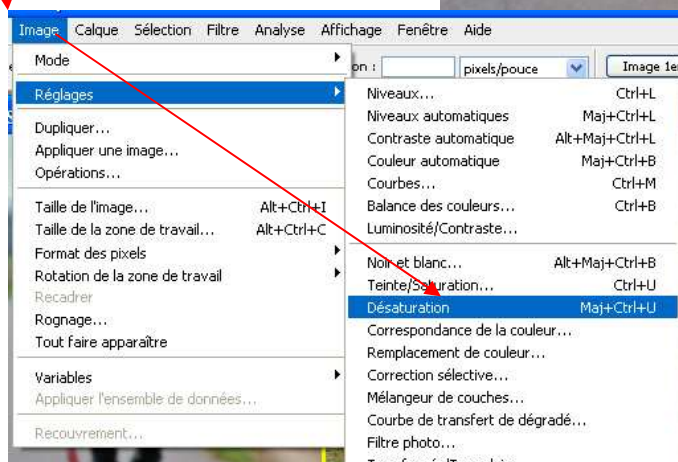 Image Calque Sélection Filtre Analyse Affichage Fenêtre Aide
on : pixels/pouce Image 1e
Mode
Réglages
Dupliquer...
Appliquer une image...
Opérations...
Taille de l'image... Alt+Ctrl+I
Taille de la zone de travail... Alt+Ctrl+C
Format des pixels
Rotation de la zone de travail
Recadrer
Rognage...
Tout faire apparaître
Variables
Appliquer l'ensemble de données...
Recouvrement...
Niveaux... Ctrl+L
Niveaux automatiques Maj+Ctrl+L
Contraste automatique Alt+Maj+Ctrl+L
Couleur automatique Maj+Ctrl+B
Courbes... Ctrl+M
Balance des couleurs... Ctrl+B
Luminosité/Contraste...
Noir et blanc... Alt+Maj+Ctrl+B
Teinte/Saturation... Ctrl+U
Désaturation Maj+Ctrl+U
Correspondance de la couleur...
Remplacement de couleur...
Correction sélective...
Mélangeur de couches...
Courbe de transfert de dégradé...
Filtre photo...